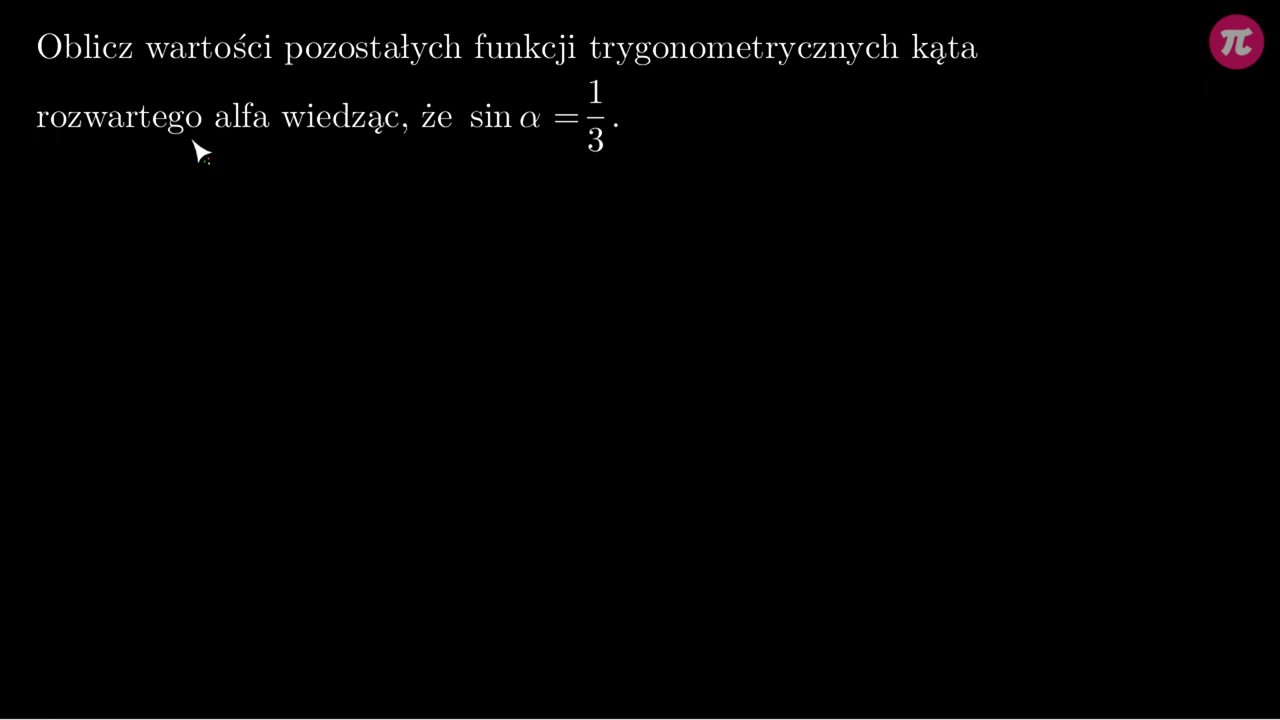 Oblicz wartości pozostałych funkcji trygonometrycznych kąta
rozwartego alfa wiedząc, że sin α = 1/3.
π